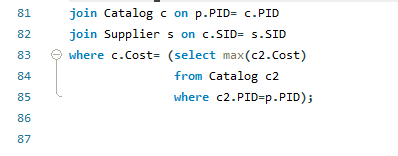 81 join Catalog c on p.PID= c.PID
82 join Supplier s on c.SID= s.SID
83 where c.Cost= (select max(c2.Cost)
84 from Catalog c2
85 where c2.PID=p.PID);
86
87